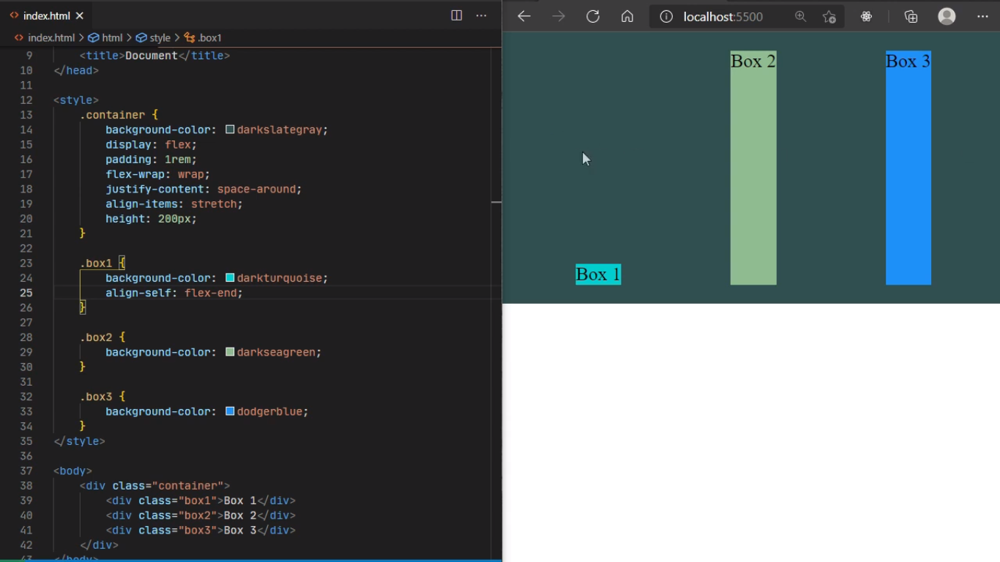 index.html
index.html > html > style > .box1
9 <title>Document</title>
10 </head>
11
12 <style>
13 .container {
14 background-color: darkslategray;
15 display: flex;
16 padding: 1rem;
17 flex-wrap: wrap;
18 justify-content: space-around;
19 align-items: stretch;
20 height: 200px;
21 }
22
23 .box1 {
24 background-color: darkturquoise;
25 align-self: flex-end;
26 }
27
28 .box2 {
29 background-color: darkseagreen;
30 }
31
32 .box3 {
33 background-color: dodgerblue;
34 }
35 </style>
36
37 <body>
38 <div class="container">
39 <div class="box1">Box 1</div>
40 <div class="box2">Box 2</div>
41 <div class="box3">Box 3</div>
42 </div>
43 </body>
localhost:5500
Box 2 Box 3
Box 1